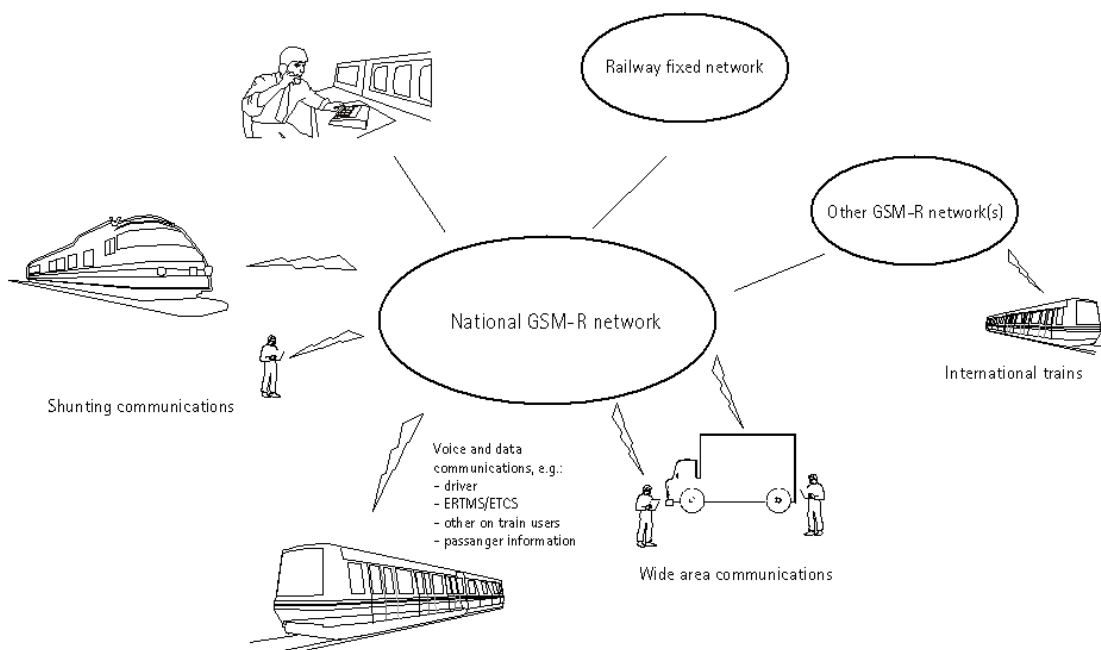 Railway fixed network
Other GSM-R network(s)
National GSM-R network
International trains
Shunting communications
Voice and data
communications, e.g.:
- driver
- ERTMS/ETCS
- other on train users
- passanger information
Wide area communications